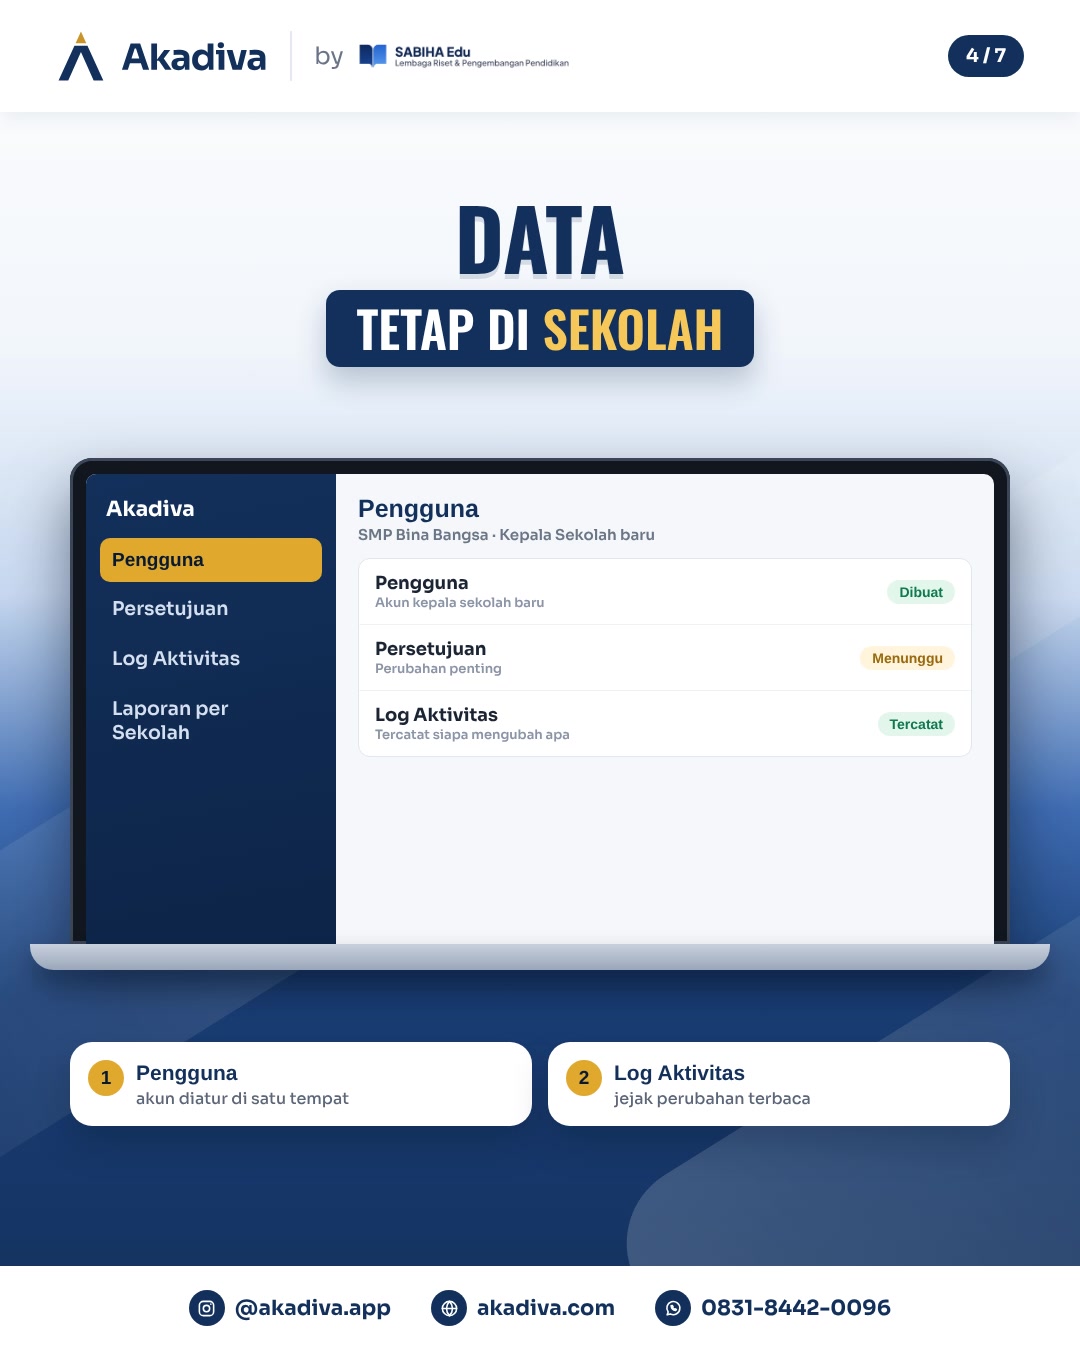 Akadiva
by
SABIHA Edu
Lembaga Riset & Pengembangan Pendidikan
4 / 7
DATA
TETAP DI SEKOLAH
Akadiva
Pengguna
Persetujuan
Log Aktivitas
Laporan per
Sekolah
Pengguna
SMP Bina Bangsa · Kepala Sekolah baru
Pengguna
Akun kepala sekolah baru
Dibuat
Persetujuan
Perubahan penting
Menunggu
Log Aktivitas
Tercatat siapa mengubah apa
Tercatat
1
Pengguna
akun diatur di satu tempat
2
Log Aktivitas
jejak perubahan terbaca
@akadiva.app
akadiva.com
0831-8442-0096